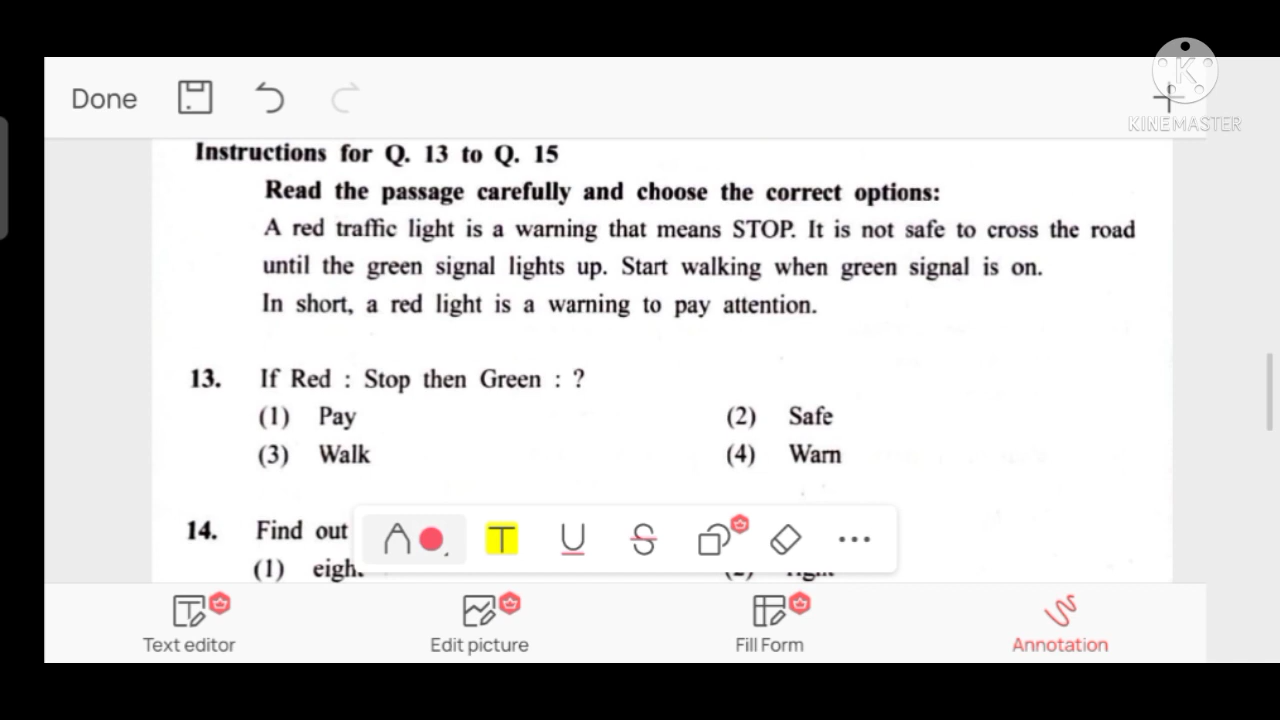 Done
KINEMASTER
Instructions for Q. 13 to Q. 15
Read the passage carefully and choose the correct options:
A red traffic light is a warning that means STOP. It is not safe to cross the road
until the green signal lights up. Start walking when green signal is on.
In short, a red light is a warning to pay attention.
13. If Red : Stop then Green : ?
(1) Pay (2) Safe
(3) Walk (4) Warn
14. Find out
(1)
Text editor Edit picture Fill Form Annotation